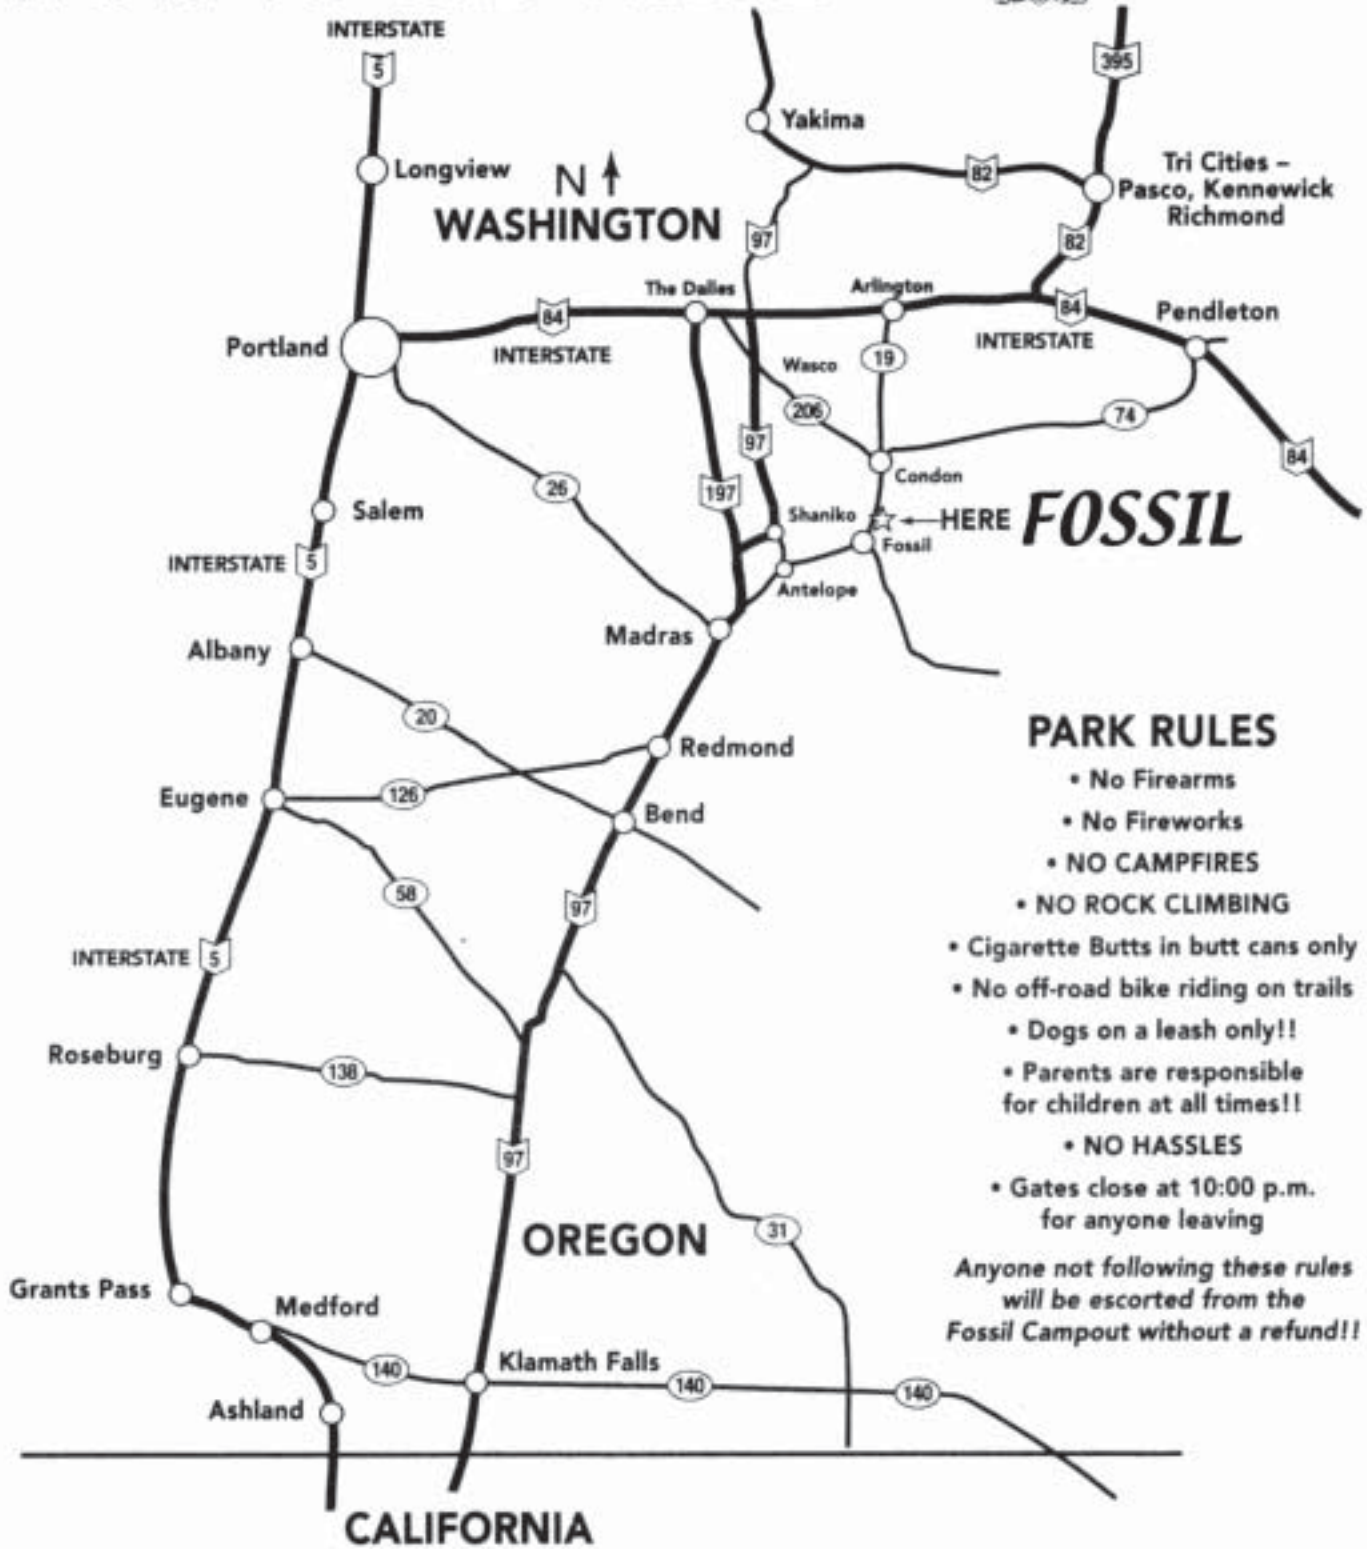 INTERSTATE
5
395
Yakima
Longview
N
WASHINGTON
82
Tri Cities –
Pasco, Kennewick
Richmond
97
82
The Dalles
Arlington
84
INTERSTATE
84
INTERSTATE
Pendleton
Portland
Wasco
19
206
74
97
84
26
197
Condon
Salem
Shaniko
HERE FOSSIL
Fossil
INTERSTATE 5
Antelope
Madras
Albany
20
Redmond
Eugene
126
Bend
58
97
INTERSTATE 5
Roseburg
138
97
OREGON
31
Grants Pass
Medford
140
Klamath Falls
140
140
Ashland
CALIFORNIA
PARK RULES
• No Firearms
• No Fireworks
• NO CAMPFIRES
• NO ROCK CLIMBING
• Cigarette Butts in butt cans only
• No off-road bike riding on trails
• Dogs on a leash only!!
• Parents are responsible
for children at all times!!
• NO HASSLES
• Gates close at 10:00 p.m.
for anyone leaving
Anyone not following these rules
will be escorted from the
Fossil Campout without a refund!!